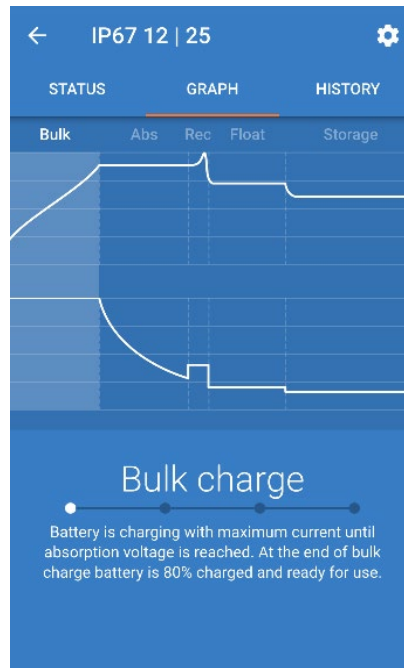 IP67 12 | 25
STATUS GRAPH HISTORY
Bulk Abs Rec Float Storage
Bulk charge
Battery is charging with maximum current until
absorption voltage is reached. At the end of bulk
charge battery is 80% charged and ready for use.